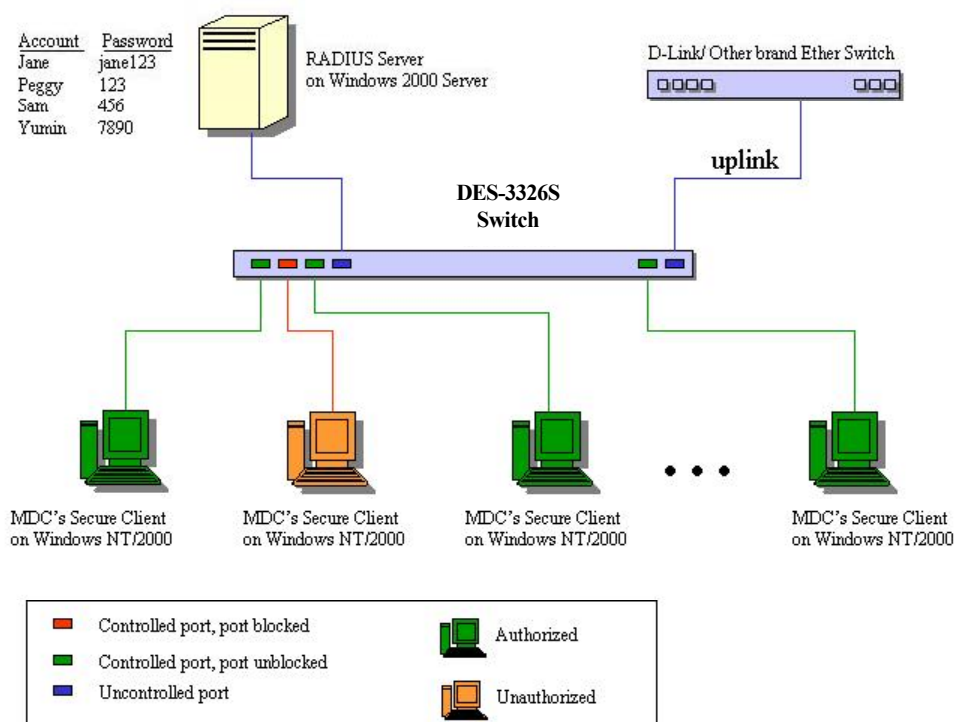 Account Password
Jane jane123
Peggy 123
Sam 456
Yumin 7890
RADIUS Server
on Windows 2000 Server
D-Link/ Other brand Ether Switch
uplink
DES-3326S
Switch
MDC's Secure Client
on Windows NT/2000
MDC's Secure Client
on Windows NT/2000
MDC's Secure Client
on Windows NT/2000
MDC's Secure Client
on Windows NT/2000
Controlled port, port blocked
Controlled port, port unblocked
Uncontrolled port
Authorized
Unauthorized